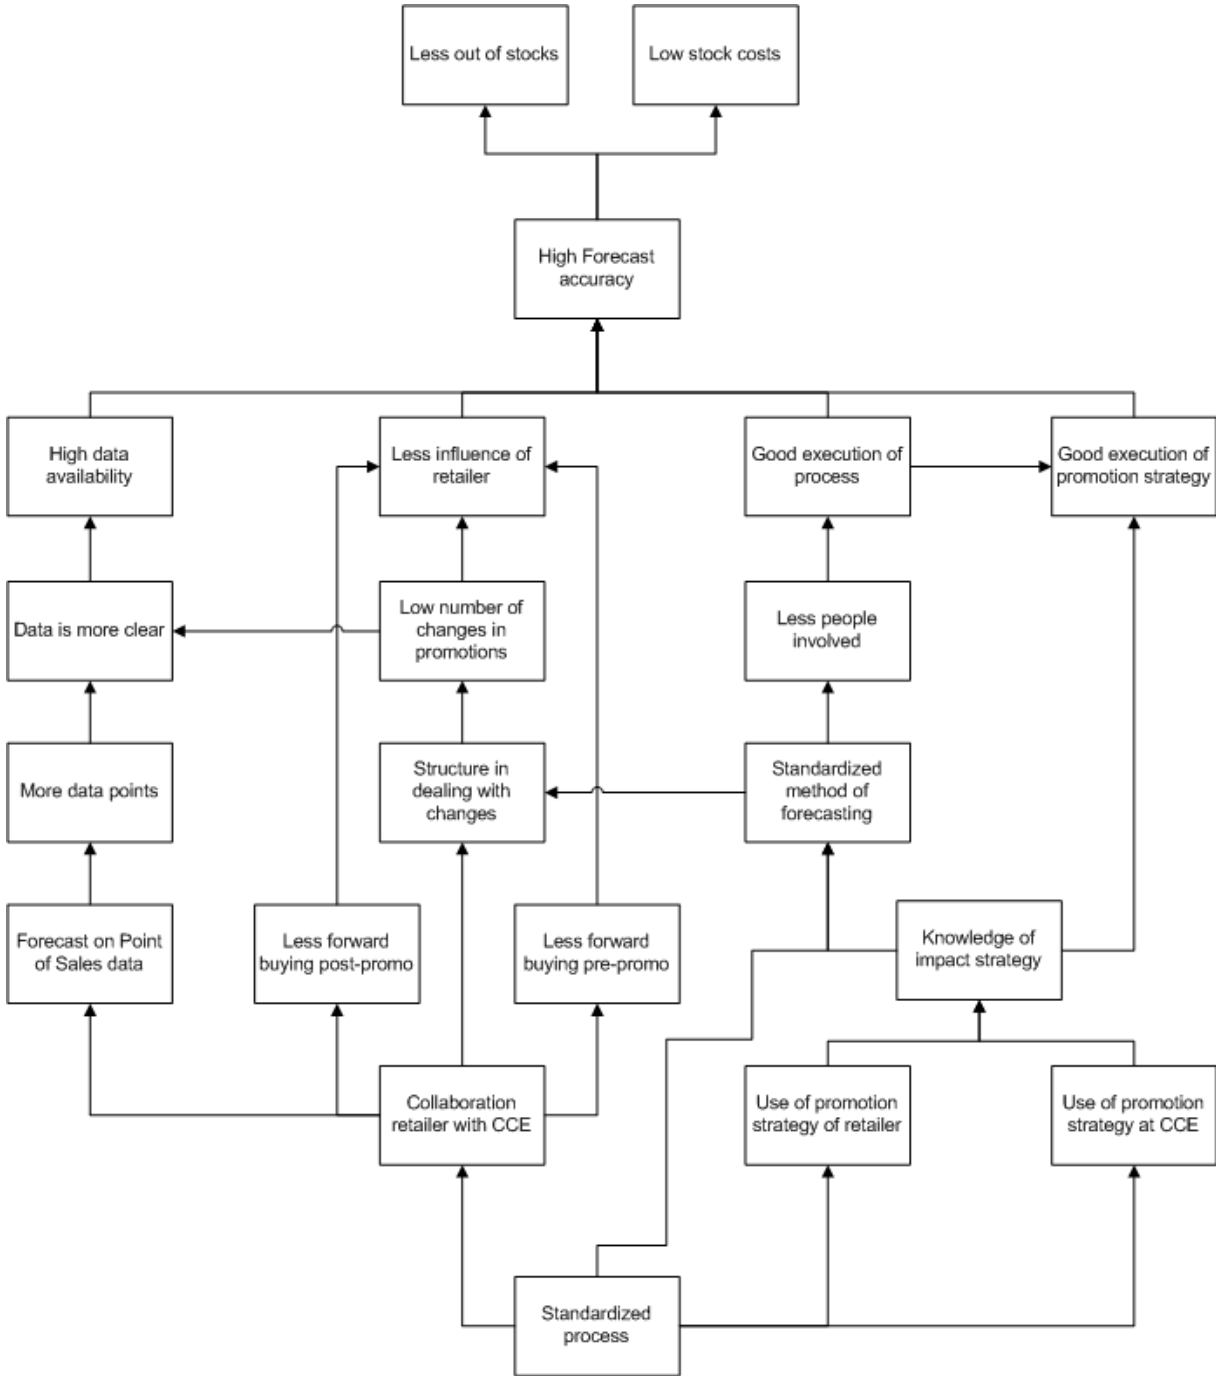 Less out of stocks
Low stock costs
High Forecast
accuracy
High data
availability
Less influence of
retailer
Good execution of
process
Good execution of
promotion strategy
Data is more clear
Low number of
changes in
promotions
Less people
involved
More data points
Structure in
dealing with
changes
Standardized
method of
forecasting
Forecast on Point
of Sales data
Less forward
buying post-promo
Less forward
buying pre-promo
Knowledge of
impact strategy
Collaboration
retailer with CCE
Use of promotion
strategy of retailer
Use of promotion
strategy at CCE
Standardized
process